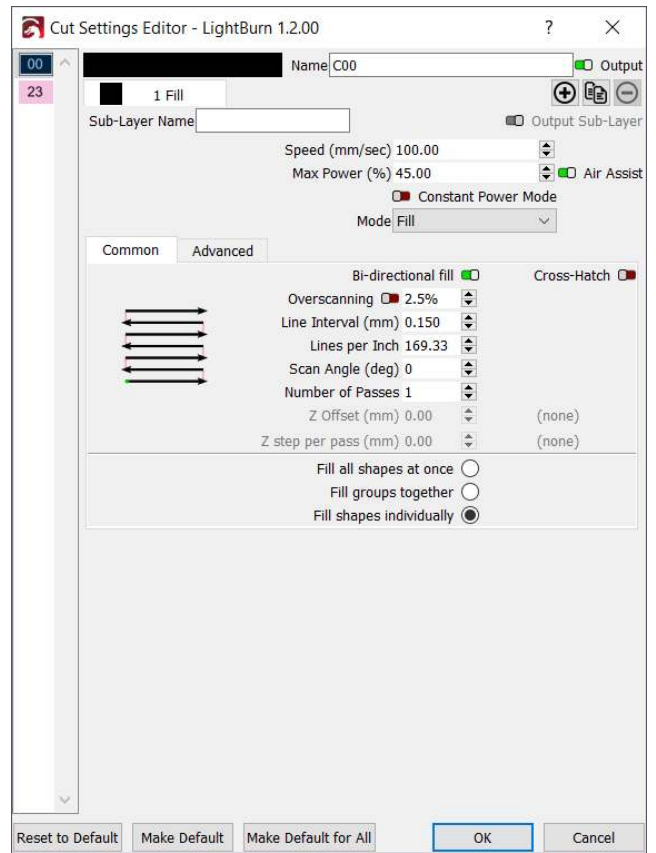 Cut Settings Editor - LightBurn 1.2.00 ?
00 Name C00 Output
23 1 Fill
Sub-Layer Name Output Sub-Layer
Speed (mm/sec) 100.00
Max Power (%) 45.00 Air Assist
Constant Power Mode
Mode Fill
Common Advanced
Bi-directional fill Cross-Hatch
Overscanning 2.5%
Line Interval (mm) 0.150
Lines per Inch 169.33
Scan Angle (deg) 0
Number of Passes 1
Z Offset (mm) 0.00 (none)
Z step per pass (mm) 0.00 (none)
Fill all shapes at once
Fill groups together
Fill shapes individually
Reset to Default Make Default Make Default for All OK Cancel